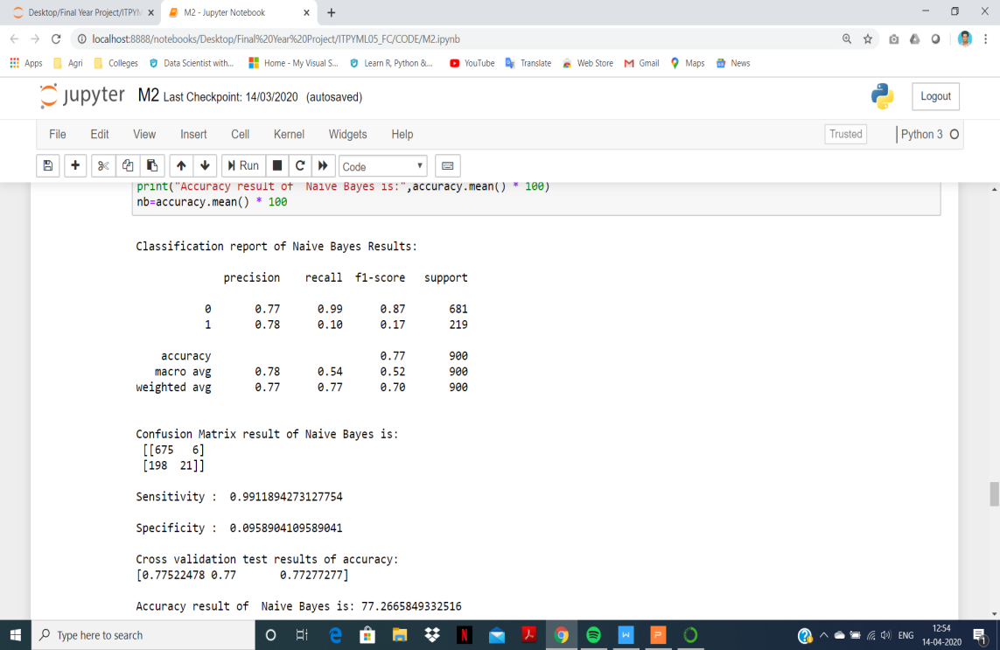 Desktop/Final Year Project/ITPYM
M2 - Jupyter Notebook
localhost:8888/notebooks/Desktop/Final%20Year%20Project/ITPYML05_FC/CODE/M2.ipynb
Apps Agri Colleges Data Scientist with... Home - My Visual S... Learn R, Python &... YouTube Translate Web Store Gmail Maps News
jupyter M2 Last Checkpoint: 14/03/2020 (autosaved) Logout
File Edit View Insert Cell Kernel Widgets Help Trusted Python 3
Run Code
print("Accuracy result of  Naive Bayes is:",accuracy.mean() * 100)
nb=accuracy.mean() * 100
Classification report of Naive Bayes Results:
precision recall f1-score support
0 0.77 0.99 0.87 681
1 0.78 0.10 0.17 219
accuracy 0.77 900
macro avg 0.78 0.54 0.52 900
weighted avg 0.77 0.77 0.70 900
Confusion Matrix result of Naive Bayes is:
[[675   6]
[198  21]]
Sensitivity :  0.9911894273127754
Specificity :  0.0958904109589041
Cross validation test results of accuracy:
[0.77522478 0.77       0.77277277]
Accuracy result of  Naive Bayes is: 77.2665849332516
Type here to search ENG 12:54
14-04-2020 1